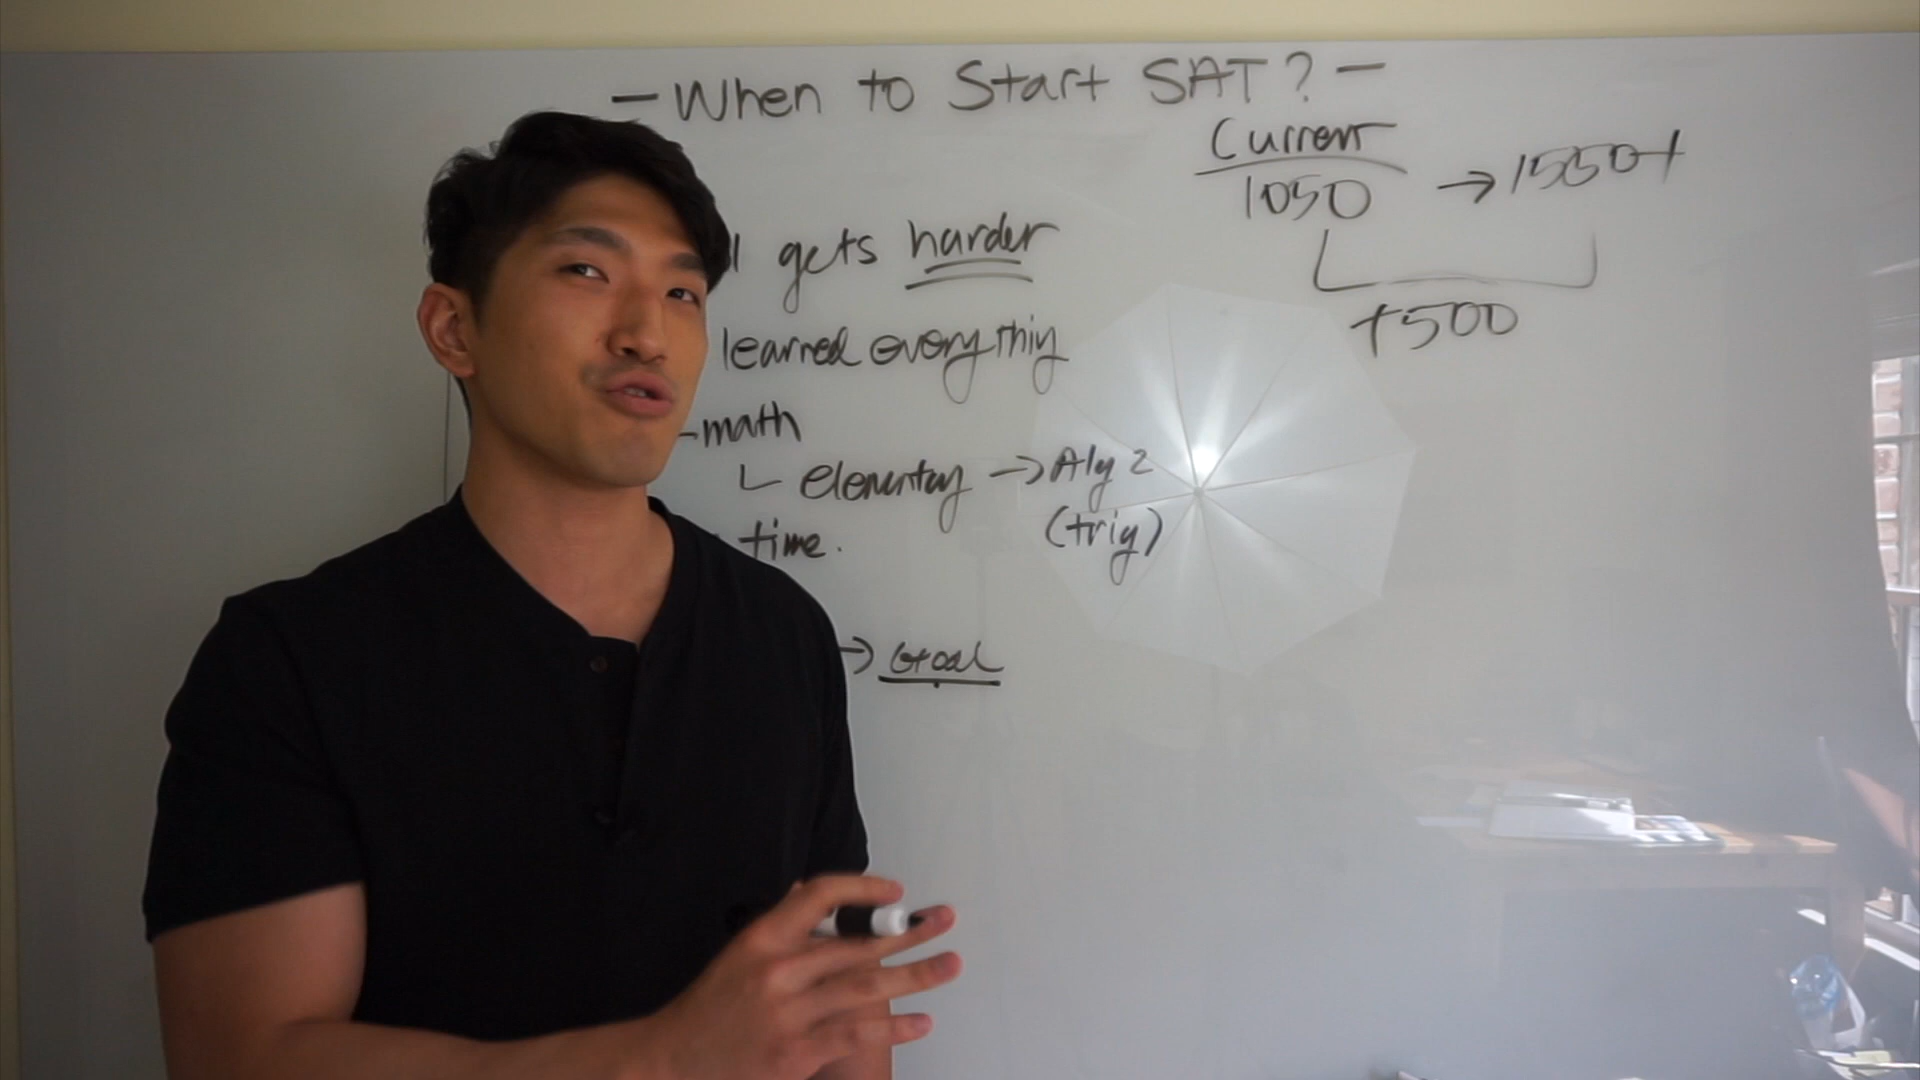 - When to Start SAT? -
Current
1050 → 1550+
+500
gets harder
learned everything
- math
elementary → Alg 2
(trig)
time.
→ Goal